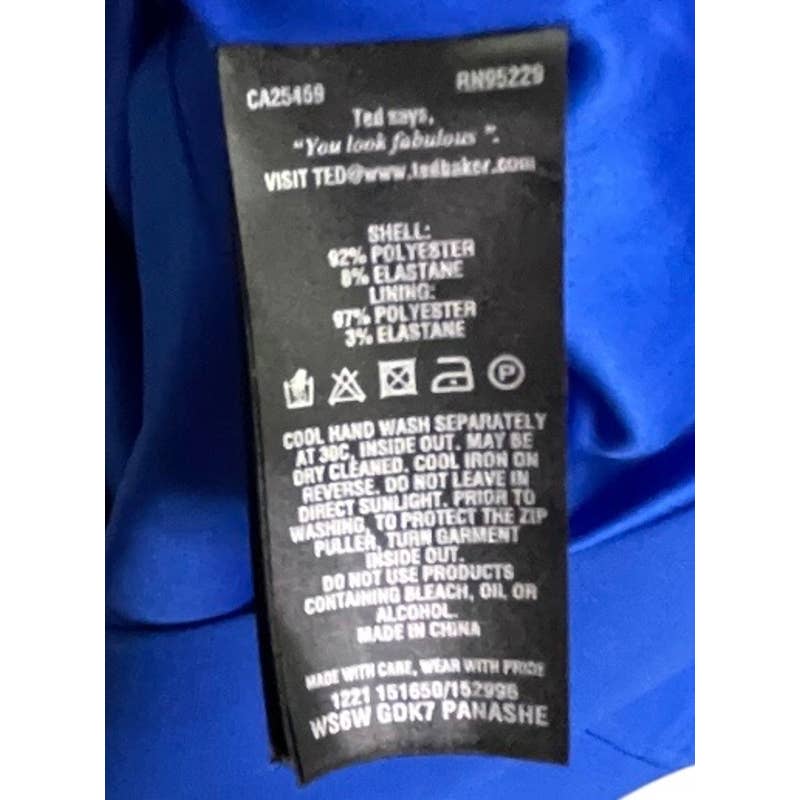 CA25469 RN95229
Ted says,
"You look fabulous".
VISIT TED@www.tedbaker.com
SHELL:
92% POLYESTER
8% ELASTANE
LINING:
97% POLYESTER
3% ELASTANE
P
COOL HAND WASH SEPARATELY
AT 30C, INSIDE OUT. MAY BE
DRY CLEANED. COOL IRON ON
REVERSE. DO NOT LEAVE IN
DIRECT SUNLIGHT. PRIOR TO
WASHING, TO PROTECT THE ZIP
PULLER, TURN GARMENT
INSIDE OUT.
DO NOT USE PRODUCTS
CONTAINING BLEACH, OIL OR
ALCOHOL.
MADE IN CHINA
MADE WITH CARE, WEAR WITH PRIDE
1221 151650/152996
WS6W GDK7 PANASHE